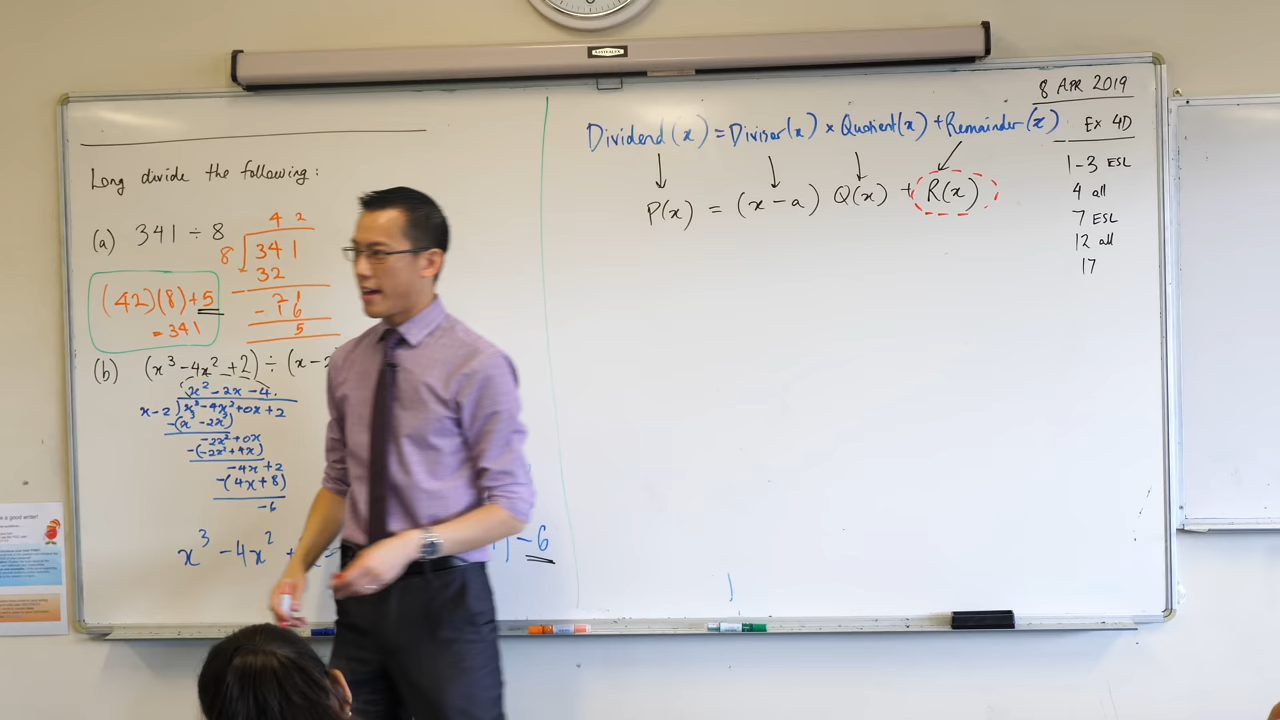 Long divide the following:
(a) 341 ÷ 8
4 2
8 341
32
- 21
- 16
5
(42)(8)+5
= 341
(b) (x³ - 4x² + 2) ÷ (x - 2
x² - 2x - 4
x - 2 ) x³ - 4x² + 0x + 2
-(x³ - 2x²)
-2x² + 0x
-(-2x² + 4x)
-4x + 2
-(4x + 8)
-6
x³ - 4x² +
- 6
Dividend(x) = Divisor(x) × Quotient(x) + Remainder(x)
P(x) = (x - a) Q(x) + R(x)
8 APR 2019
Ex 4D
1-3 ESL
4 all
7 ESL
12 all
17
a good writer!